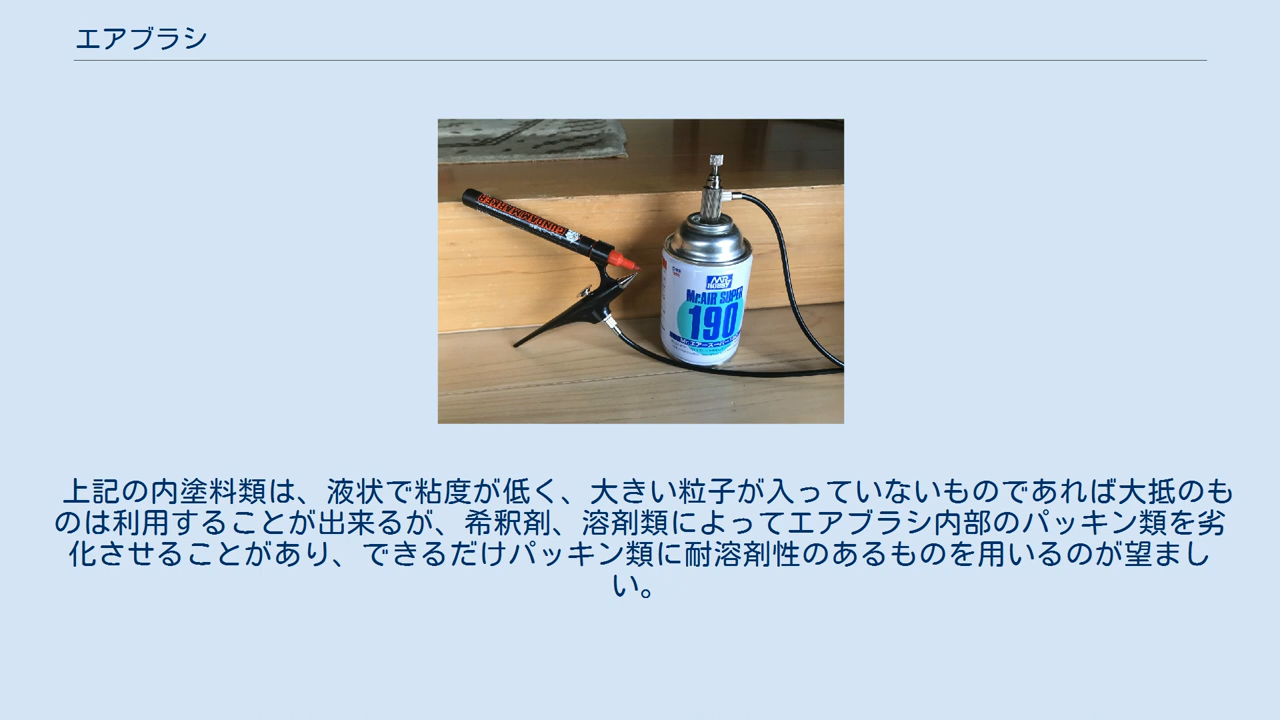 エアブラシ
GUNDAMMARKER
MR.HOBBY
Mr.AIR SUPER
190
上記の内塗料類は、液状で粘度が低く、大きい粒子が入っていないものであれば大抵のも
のは利用することが出来るが、希釈剤、溶剤類によってエアブラシ内部のパッキン類を劣
化させることがあり、できるだけパッキン類に耐溶剤性のあるものを用いるのが望まし
い。